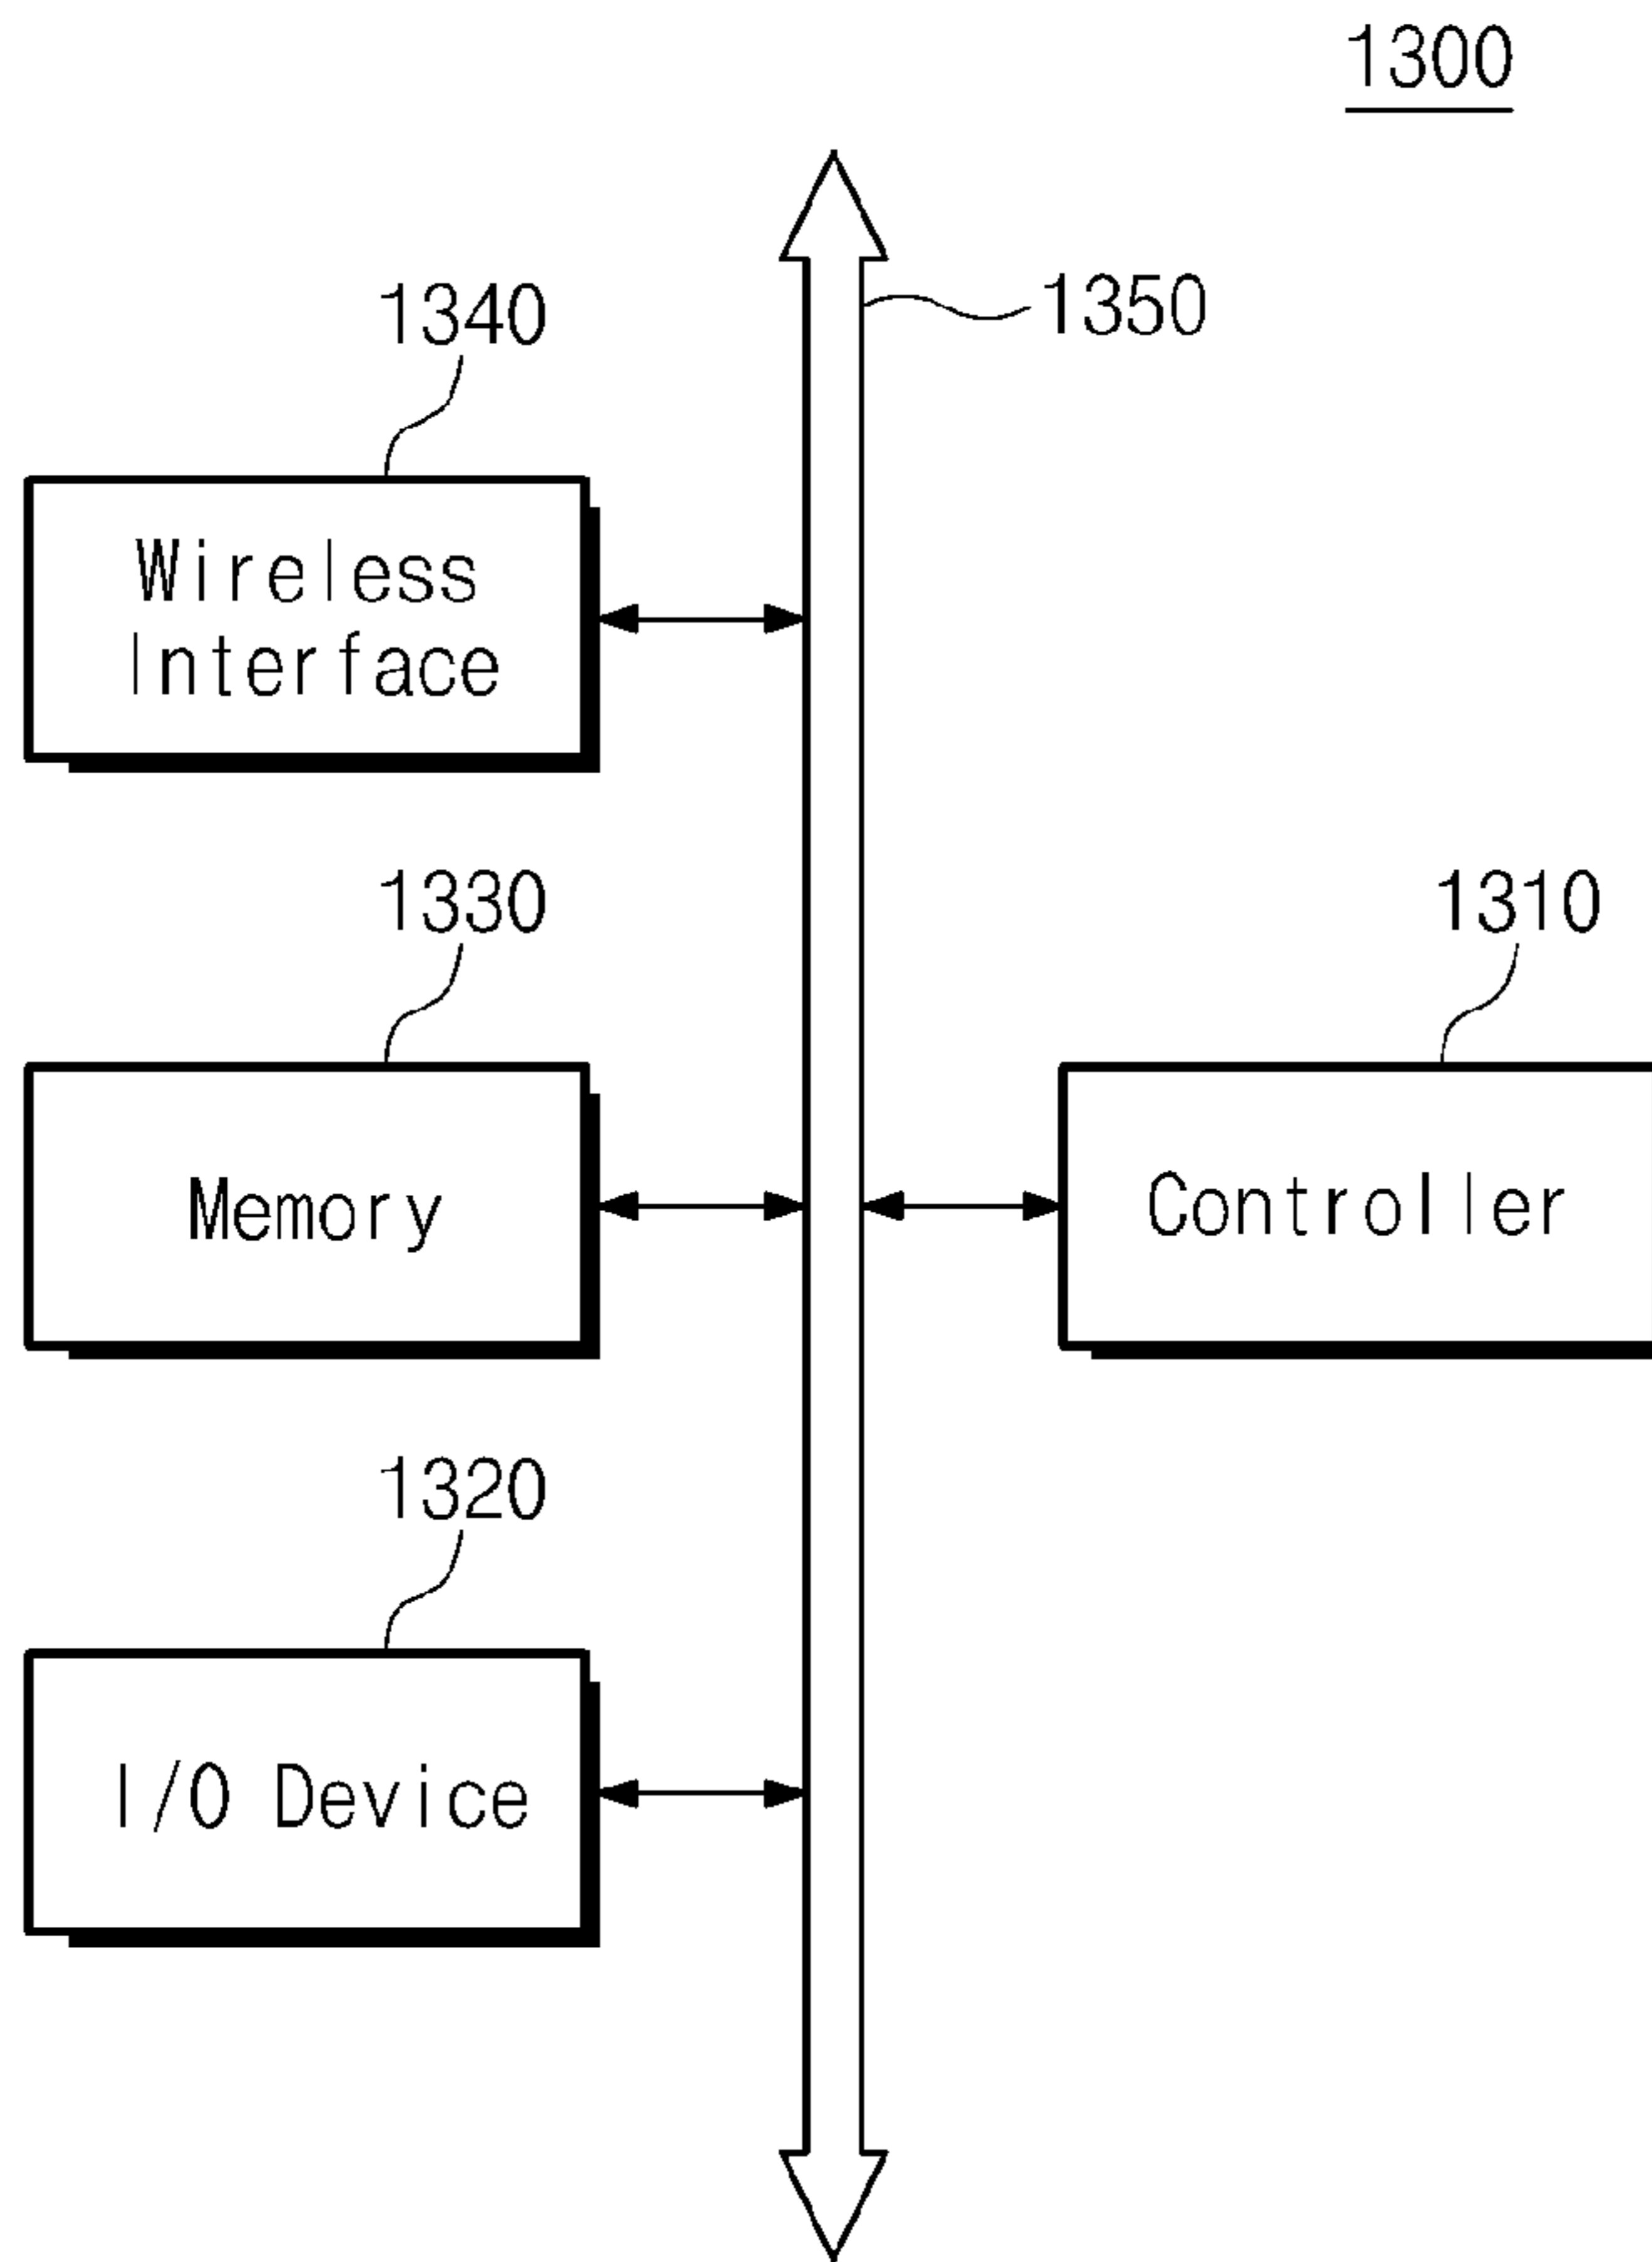 1300
1350
1340
Wireless
Interface
1330
1310
Memory
Controller
1320
I/O Device